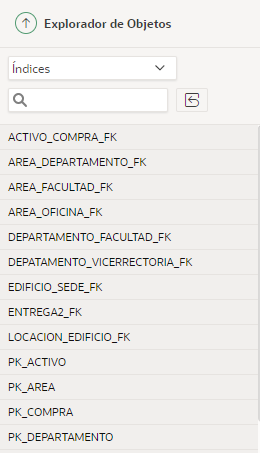 Explorador de Objetos
Índices
ACTIVO_COMPRA_FK
AREA_DEPARTAMENTO_FK
AREA_FACULTAD_FK
AREA_OFICINA_FK
DEPARTAMENTO_FACULTAD_FK
DEPATAMENTO_VICERRECTORIA_FK
EDIFICIO_SEDE_FK
ENTREGA2_FK
LOCACION_EDIFICIO_FK
PK_ACTIVO
PK_AREA
PK_COMPRA
PK_DEPARTAMENTO